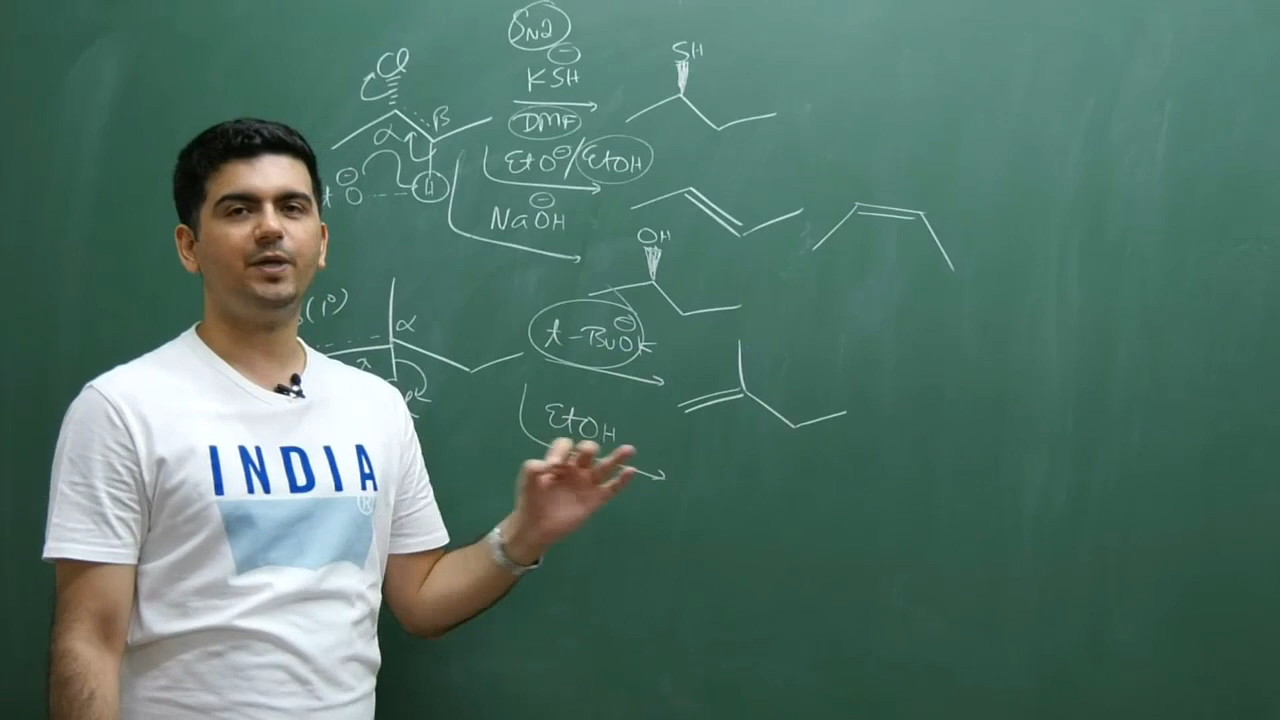 SN2
Cl
⊖
KSH
SH
α
β
DMF
⊖
O
H
EtO⊖/EtOH
⊖
NaOH
OH
(1°)
α
⊖
t-BuOK
EtOH
INDIA
®